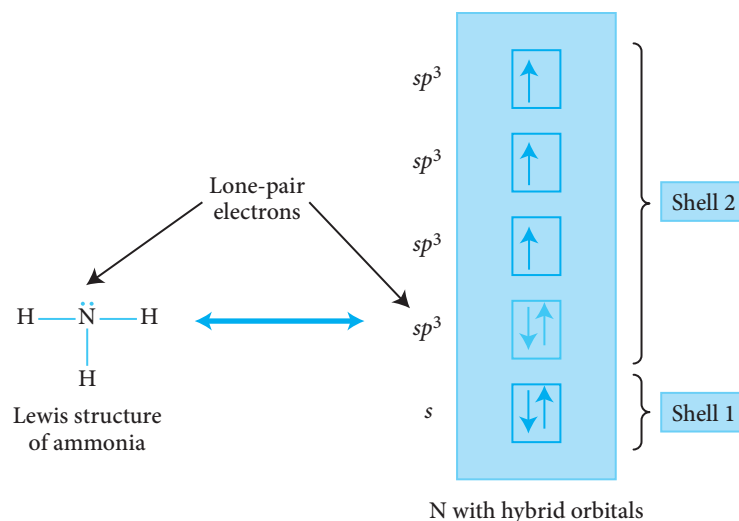 sp³
sp³
Lone-pair
electrons
Shell 2
sp³
H N H
sp³
H
Lewis structure
of ammonia
s
Shell 1
N with hybrid orbitals